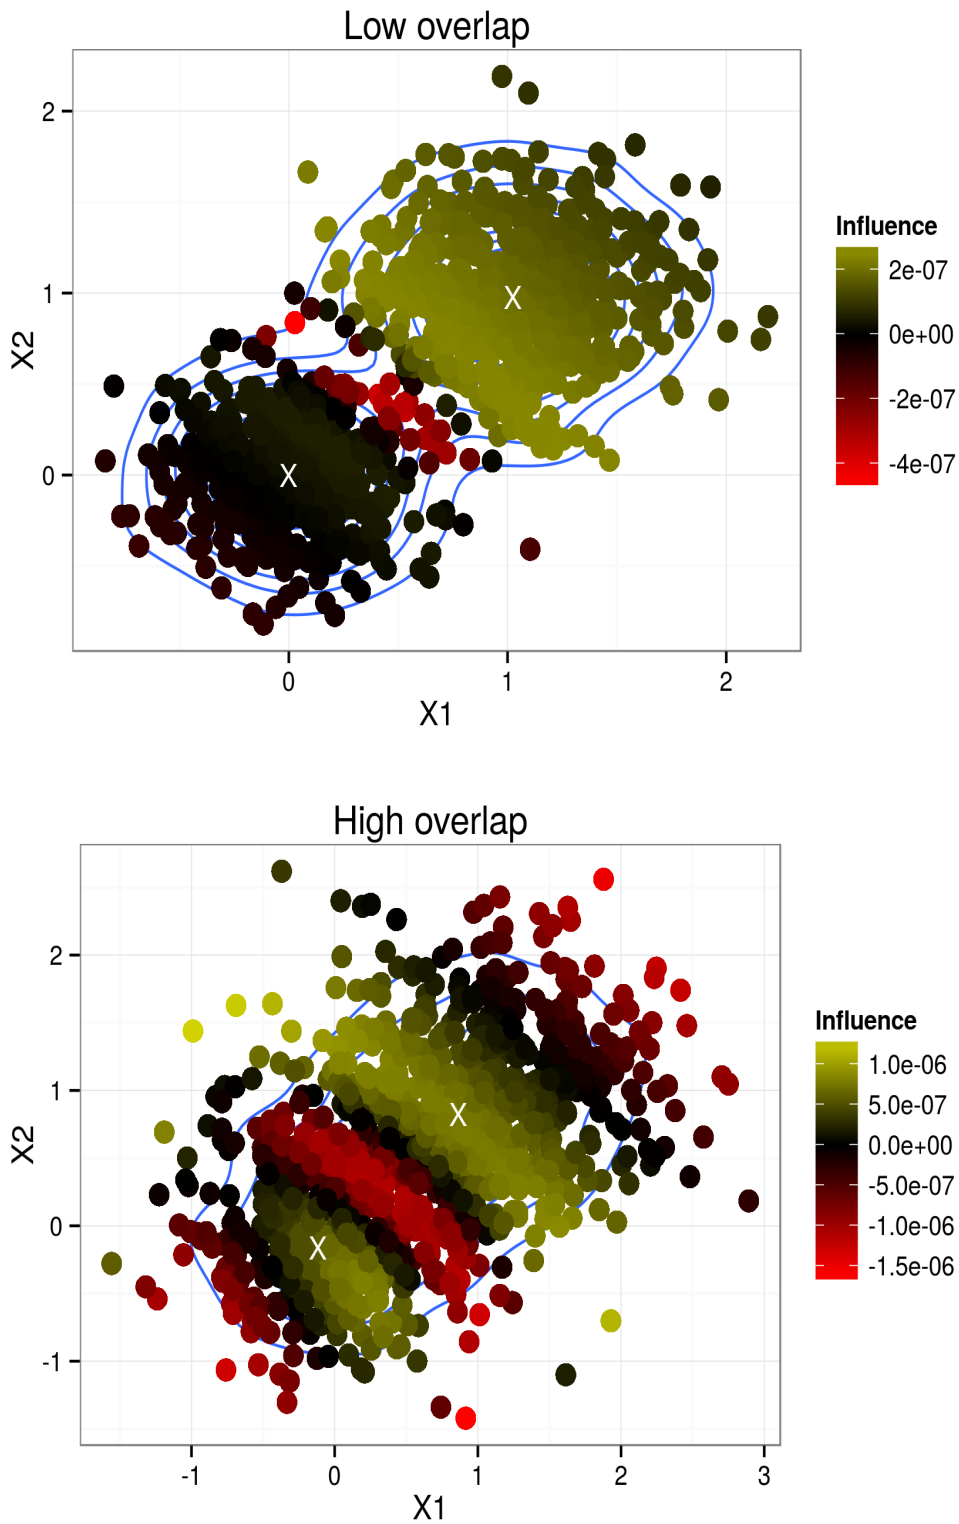 Low overlap
2
1
0
X2
X
X
0 1 2
X1
Influence
2e-07
0e+00
-2e-07
-4e-07
High overlap
2
1
0
-1
X2
X
X
-1 0 1 2 3
X1
Influence
1.0e-06
5.0e-07
0.0e+00
-5.0e-07
-1.0e-06
-1.5e-06